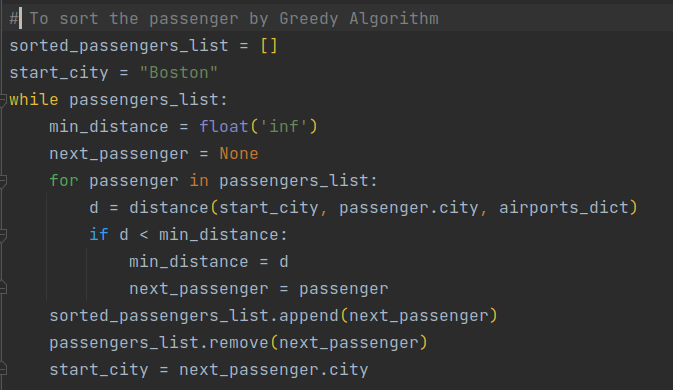 # To sort the passenger by Greedy Algorithm
sorted_passengers_list = []
start_city = "Boston"
while passengers_list:
    min_distance = float('inf')
    next_passenger = None
    for passenger in passengers_list:
        d = distance(start_city, passenger.city, airports_dict)
        if d < min_distance:
            min_distance = d
            next_passenger = passenger
    sorted_passengers_list.append(next_passenger)
    passengers_list.remove(next_passenger)
    start_city = next_passenger.city